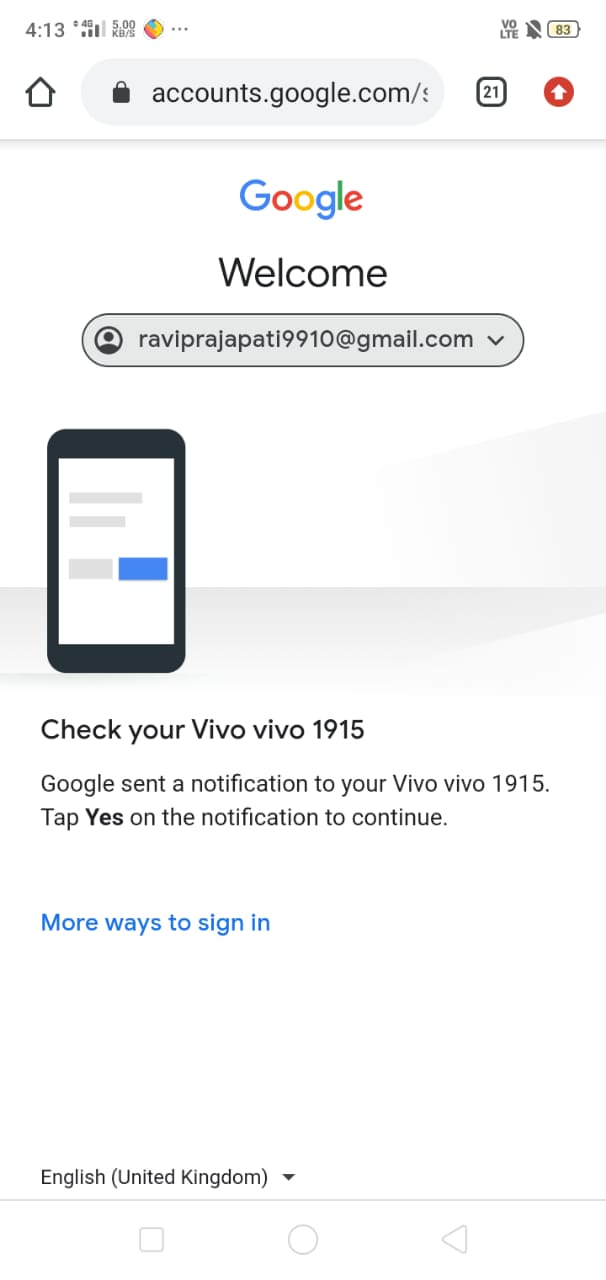 4:13 4G 5.00 KB/S ... VO LTE 83
accounts.google.com/s
21
Google
Welcome
raviprajapati9910@gmail.com
Check your Vivo vivo 1915
Google sent a notification to your Vivo vivo 1915.
Tap Yes on the notification to continue.
More ways to sign in
English (United Kingdom)